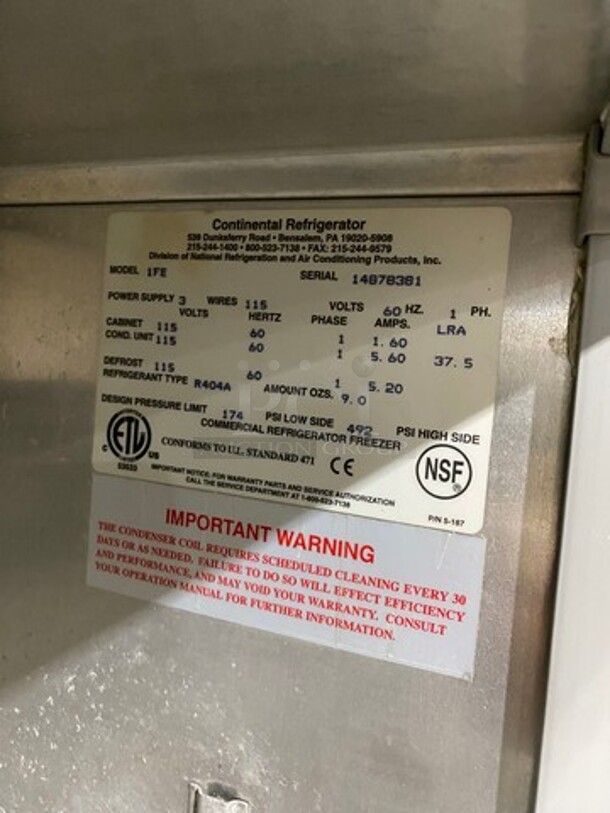 Continental Refrigerator
539 Dunksferry Road • Bensalem, PA 19020-5908
215-244-1400 • 800-523-7138 • FAX: 215-244-9579
Division of National Refrigeration and Air Conditioning Products, Inc.
MODEL 1FE SERIAL 14878381
POWER SUPPLY 3 WIRES 115 VOLTS 60 HZ. 1 PH.
VOLTS HERTZ PHASE AMPS. LRA
CABINET 115 60 1 1.60
COND. UNIT 115 60 1 5.60 37.5
DEFROST 115 60 1 5.20
REFRIGERANT TYPE R404A AMOUNT OZS. 9.0
DESIGN PRESSURE LIMIT 174 PSI LOW SIDE 492 PSI HIGH SIDE
COMMERCIAL REFRIGERATOR FREEZER
ETL
C US
CONFORMS TO UL STANDARD 471 CE
NSF
IMPORTANT NOTICE: FOR WARRANTY PARTS AND SERVICE AUTHORIZATION
CALL THE SERVICE DEPARTMENT AT 1-800-523-7138
P/N 5-187
IMPORTANT WARNING
THE CONDENSER COIL REQUIRES SCHEDULED CLEANING EVERY 30
DAYS OR AS NEEDED. FAILURE TO DO SO WILL EFFECT EFFICIENCY
AND PERFORMANCE, AND MAY VOID YOUR WARRANTY. CONSULT
YOUR OPERATION MANUAL FOR FURTHER INFORMATION.